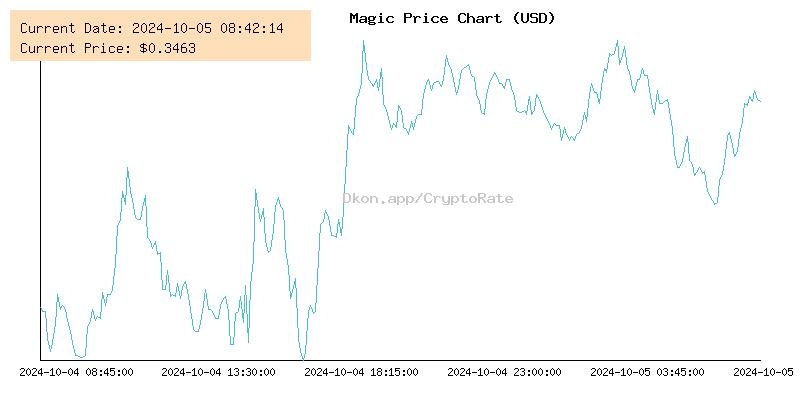 Magic Price Chart (USD)
Current Date: 2024-10-05 08:42:14
Current Price: $0.3463
Okon.app/CryptoRate
2024-10-04 08:45:00 2024-10-04 13:30:00 2024-10-04 18:15:00 2024-10-04 23:00:00 2024-10-05 03:45:00 2024-10-05